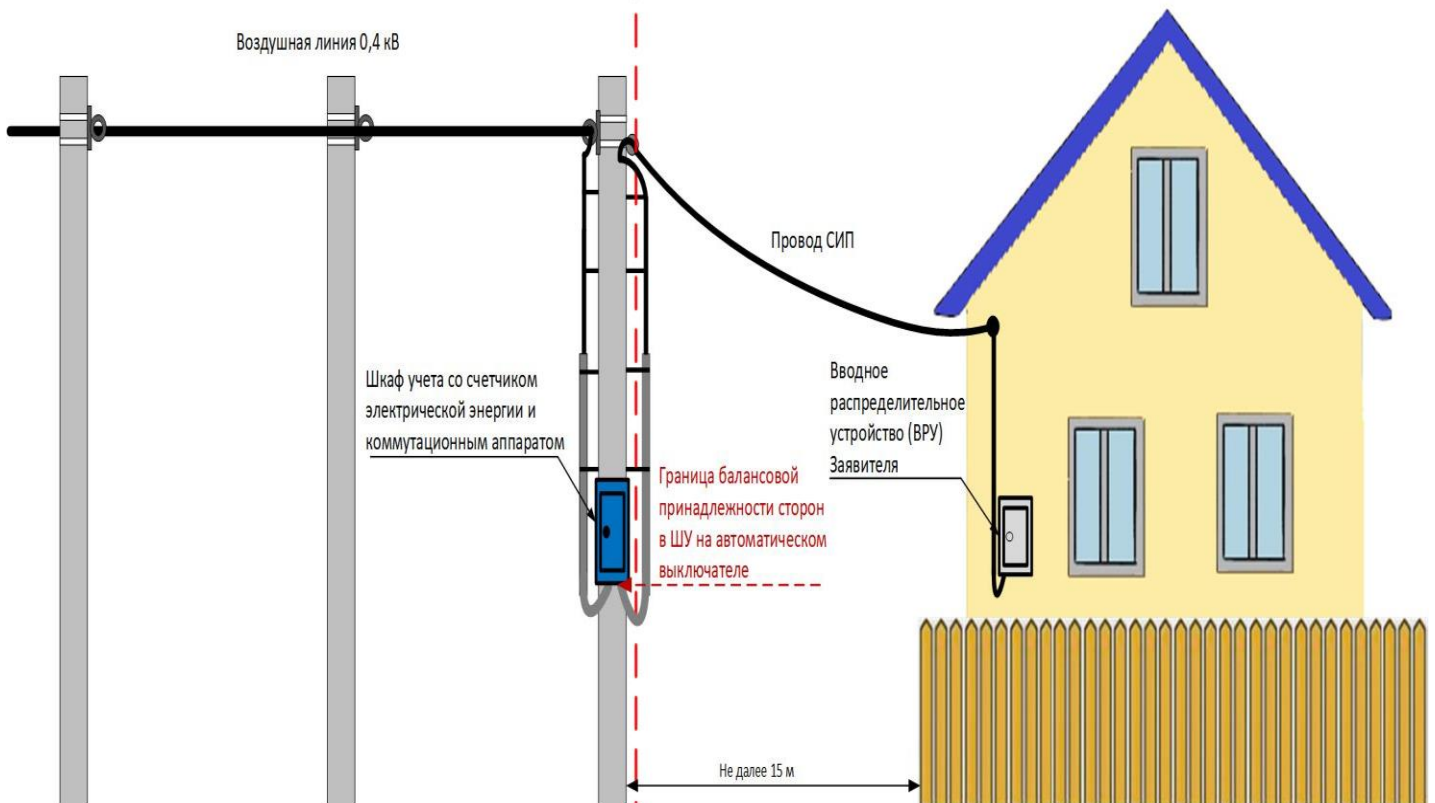 Воздушная линия 0,4 кВ
Провод СИП
Шкаф учета со счетчиком
электрической энергии и
коммутационным аппаратом
Вводное
распределительное
устройство (ВРУ)
Заявителя
Граница балансовой
принадлежности сторон
в ШУ на автоматическом
выключателе
Не далее 15 м